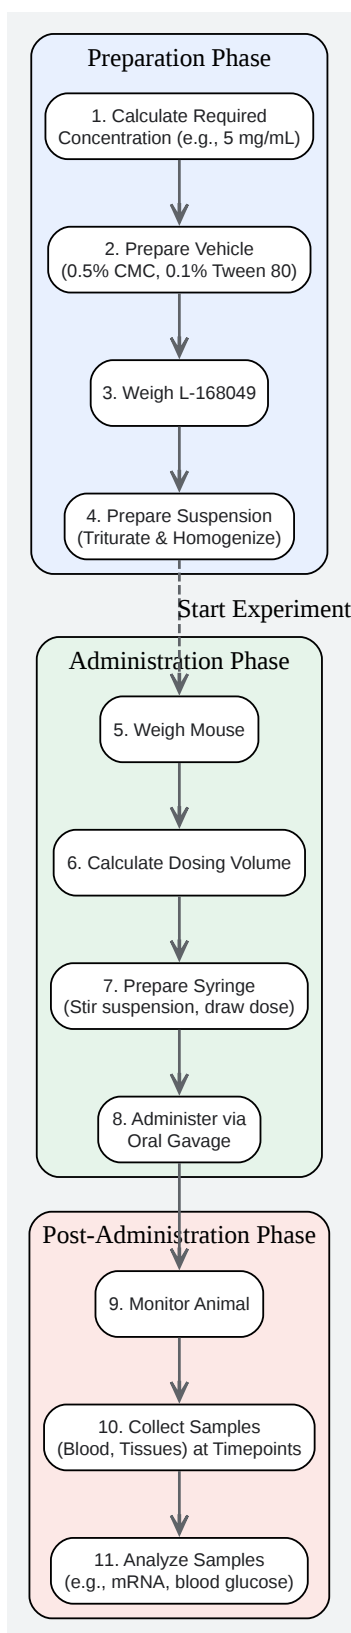 Preparation Phase
1. Calculate Required
Concentration (e.g., 5 mg/mL)
2. Prepare Vehicle
(0.5% CMC, 0.1% Tween 80)
3. Weigh L-168049
4. Prepare Suspension
(Triturate & Homogenize)
Start Experiment
Administration Phase
5. Weigh Mouse
6. Calculate Dosing Volume
7. Prepare Syringe
(Stir suspension, draw dose)
8. Administer via
Oral Gavage
Post-Administration Phase
9. Monitor Animal
10. Collect Samples
(Blood, Tissues) at Timepoints
11. Analyze Samples
(e.g., mRNA, blood glucose)